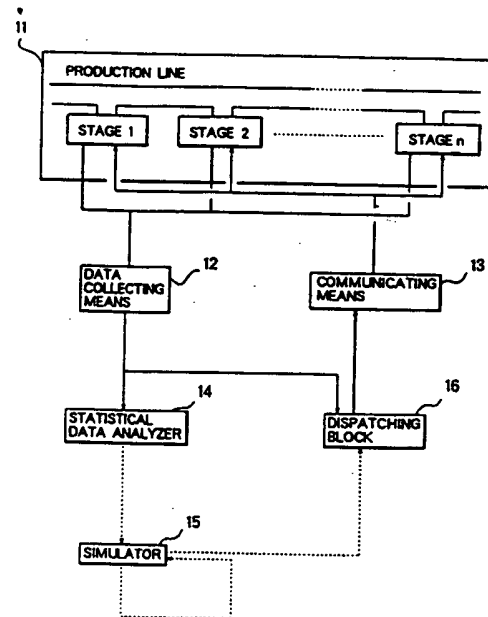 11
PRODUCTION LINE
STAGE 1
STAGE 2
STAGE n
12
DATA
COLLECTING
MEANS
13
COMMUNICATING
MEANS
14
STATISTICAL
DATA ANALYZER
16
DISPATCHING
BLOCK
15
SIMULATOR